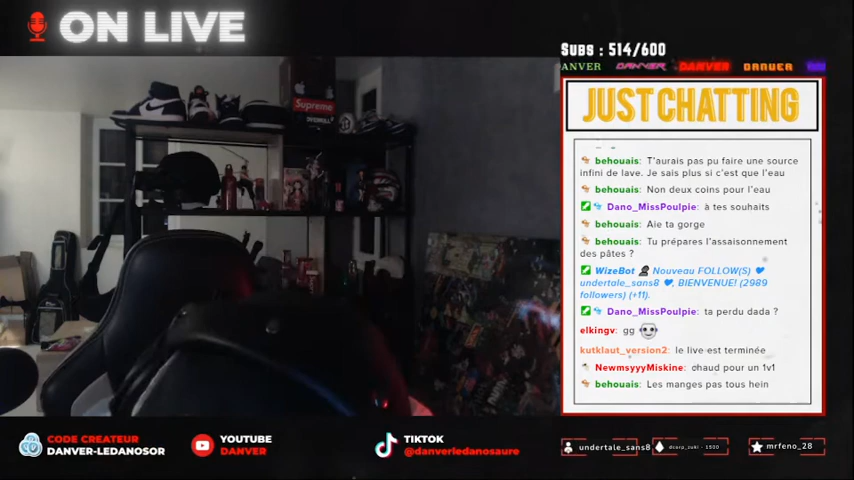 ON LIVE
Subs : 514/600
ANVER DANVER DANVER DANVER
JUST CHATTING
Supreme
behouais: T'aurais pas pu faire une source
infini de lave. Je sais plus si c'est que l'eau
behouais: Non deux coins pour l'eau
Dano_MissPoulpie: à tes souhaits
behouais: Aie ta gorge
behouais: Tu prépares l'assaisonnement
des pâtes ?
WizeBot Nouveau FOLLOW(S)
undertale_sans8 , BIENVENUE! (2989
followers) (+11).
Dano_MissPoulpie: ta perdu dada ?
elkingv: gg
kutklaut_version2: le live est terminée
NewmsyyyMiskine: chaud pour un 1v1
behouais: Les manges pas tous hein
CODE CREATEUR
DANVER-LEDANOSOR
YOUTUBE
DANVER
TIKTOK
@danverledanosaure
undertale_sans8
mrfeno_28